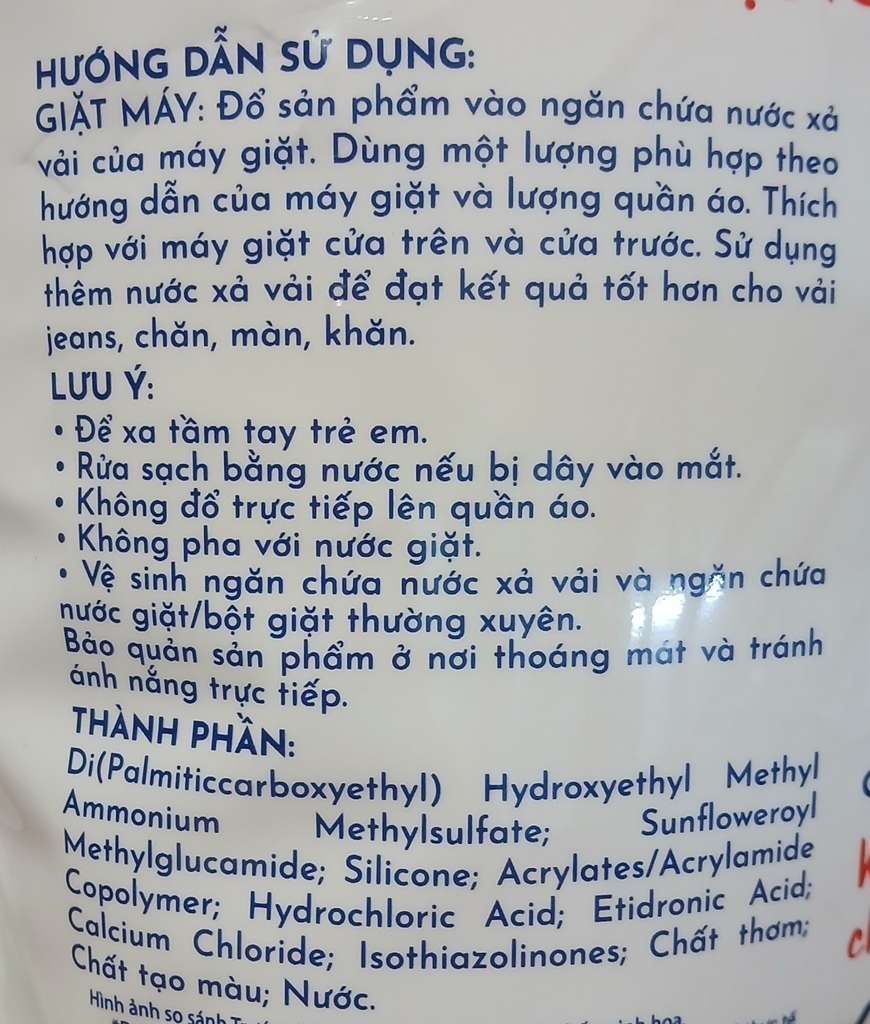 HƯỚNG DẪN SỬ DỤNG:
GIẶT MÁY: Đổ sản phẩm vào ngăn chứa nước xả
vải của máy giặt. Dùng một lượng phù hợp theo
hướng dẫn của máy giặt và lượng quần áo. Thích
hợp với máy giặt cửa trên và cửa trước. Sử dụng
thêm nước xả vải để đạt kết quả tốt hơn cho vải
jeans, chăn, màn, khăn.
LƯU Ý:
• Để xa tầm tay trẻ em.
• Rửa sạch bằng nước nếu bị dây vào mắt.
• Không đổ trực tiếp lên quần áo.
• Không pha với nước giặt.
• Vệ sinh ngăn chứa nước xả vải và ngăn chứa
nước giặt/bột giặt thường xuyên.
Bảo quản sản phẩm ở nơi thoáng mát và tránh
ánh nắng trực tiếp.
THÀNH PHẦN:
Di(Palmiticcarboxyethyl) Hydroxyethyl Methyl
Ammonium Methylsulfate; Sunfloweroyl
Methylglucamide; Silicone; Acrylates/Acrylamide
Copolymer; Hydrochloric Acid; Etidronic Acid;
Calcium Chloride; Isothiazolinones; Chất thơm;
Chất tạo màu; Nước.
Hình ảnh so sánh